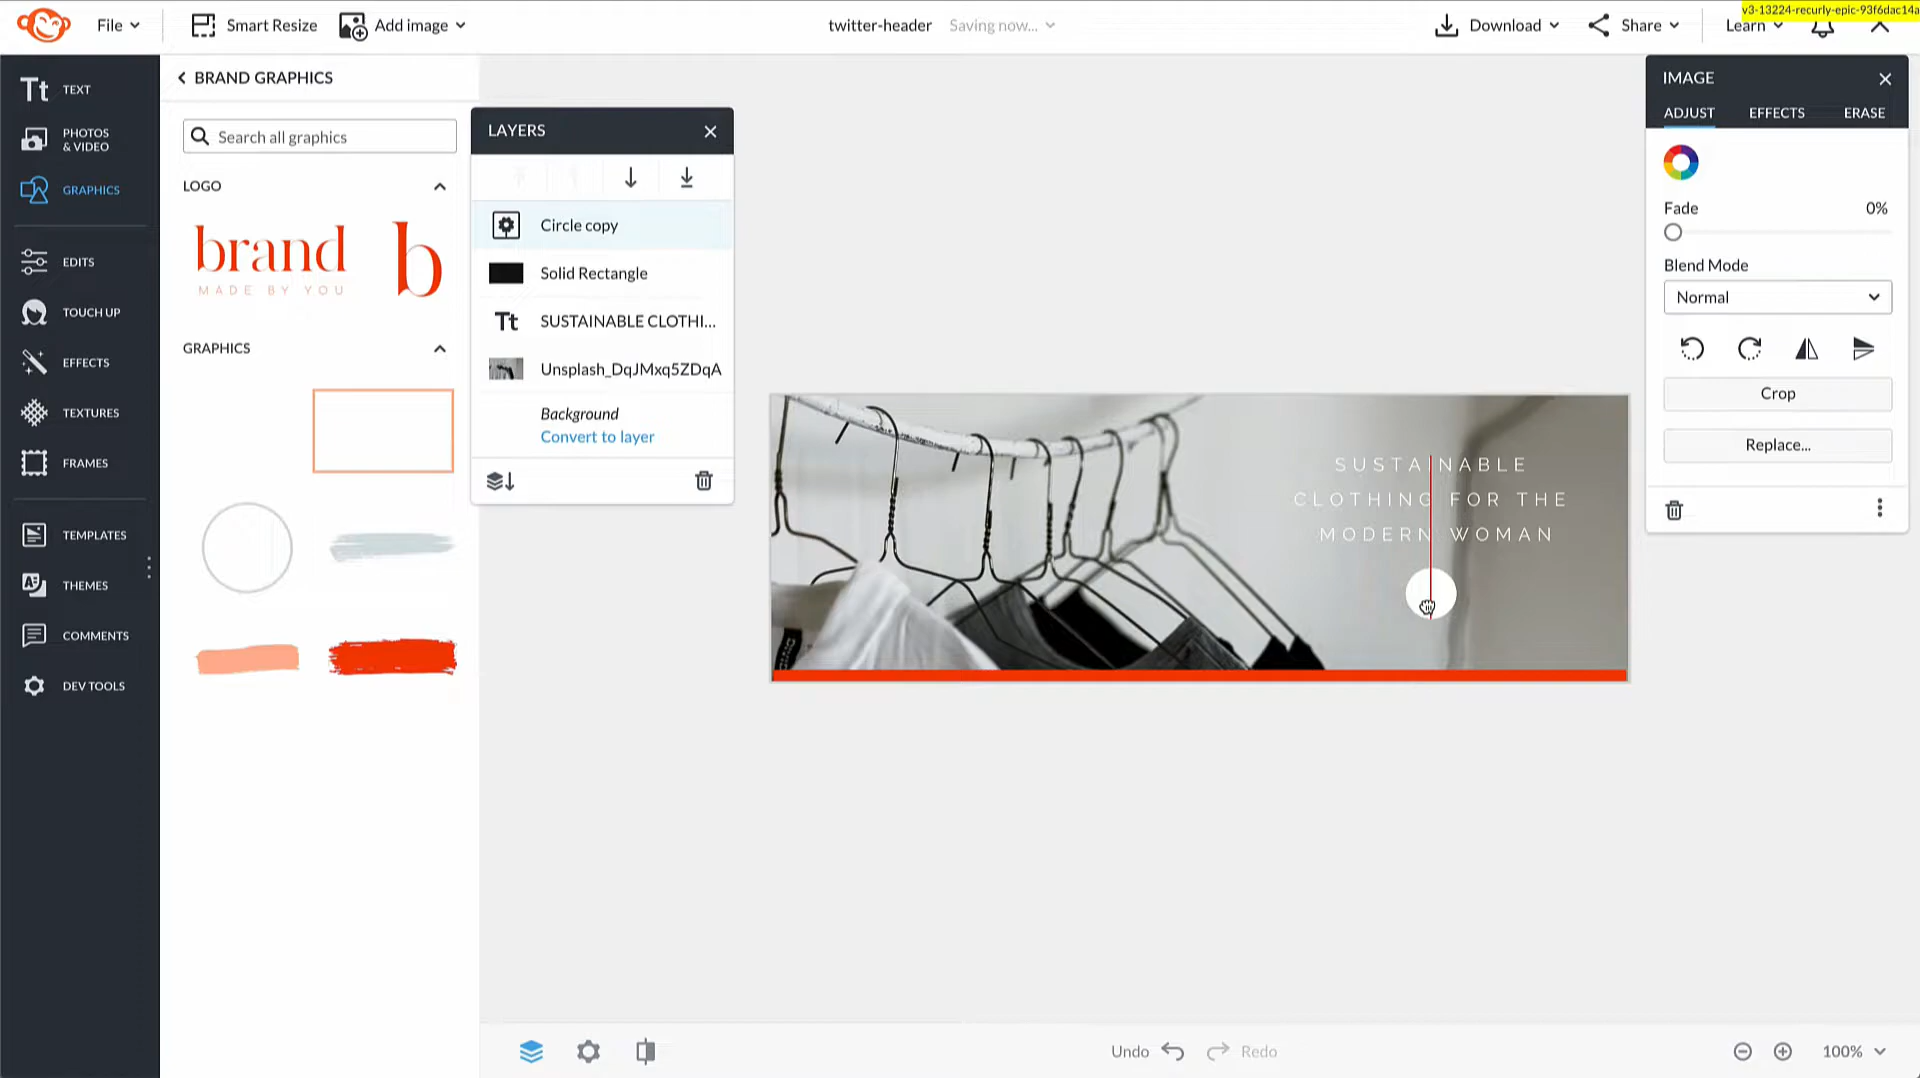 File
Smart Resize
Add image
twitter-header
Saving now...
Download
Share
Learn
v3-13224-recurly-epic-93f6dac14a
Tt TEXT
PHOTOS
& VIDEO
GRAPHICS
EDITS
TOUCH UP
EFFECTS
TEXTURES
FRAMES
TEMPLATES
THEMES
COMMENTS
DEV TOOLS
BRAND GRAPHICS
Search all graphics
LOGO
brand
MADE BY YOU
b
GRAPHICS
LAYERS
Circle copy
Solid Rectangle
Tt SUSTAINABLE CLOTHI...
Unsplash_DqJMxq5ZDqA
Background
Convert to layer
SUSTAINABLE
CLOTHING FOR THE
MODERN WOMAN
IMAGE
ADJUST
EFFECTS
ERASE
Fade
0%
Blend Mode
Normal
Crop
Replace...
Undo
Redo
100%